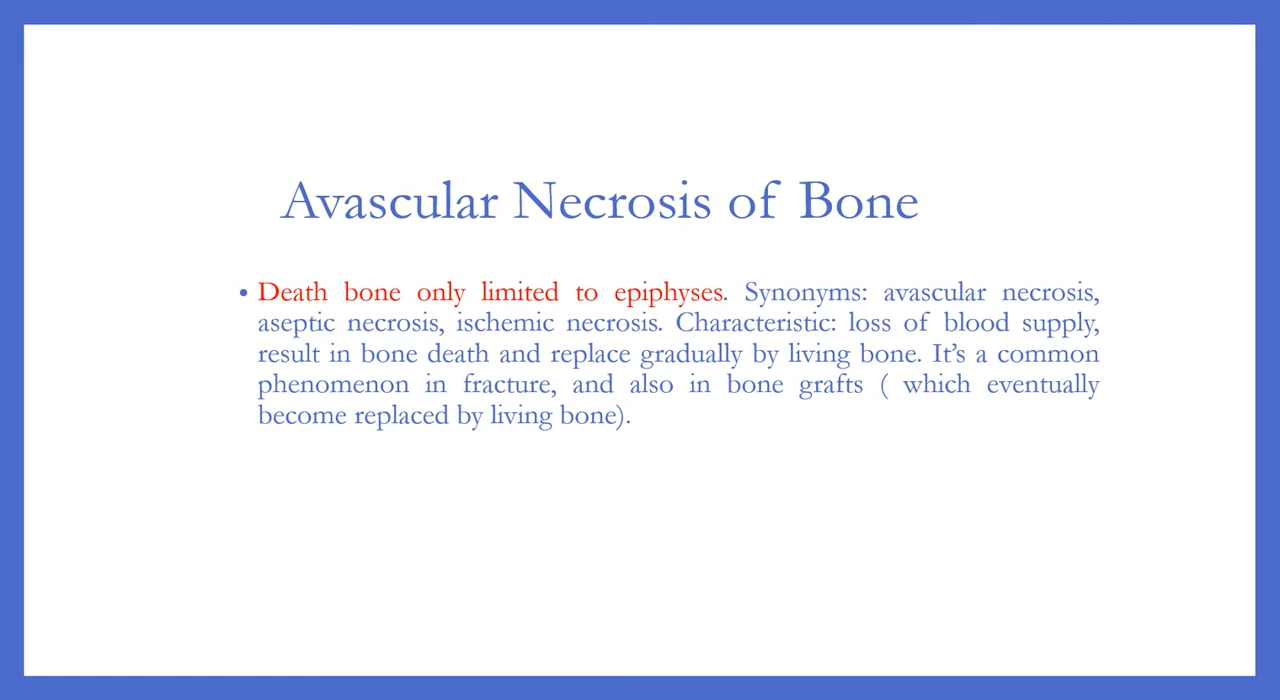 Avascular Necrosis of Bone
• Death bone only limited to epiphyses. Synonyms: avascular necrosis,
aseptic necrosis, ischemic necrosis. Characteristic: loss of blood supply,
result in bone death and replace gradually by living bone. It’s a common
phenomenon in fracture, and also in bone grafts ( which eventually
become replaced by living bone).